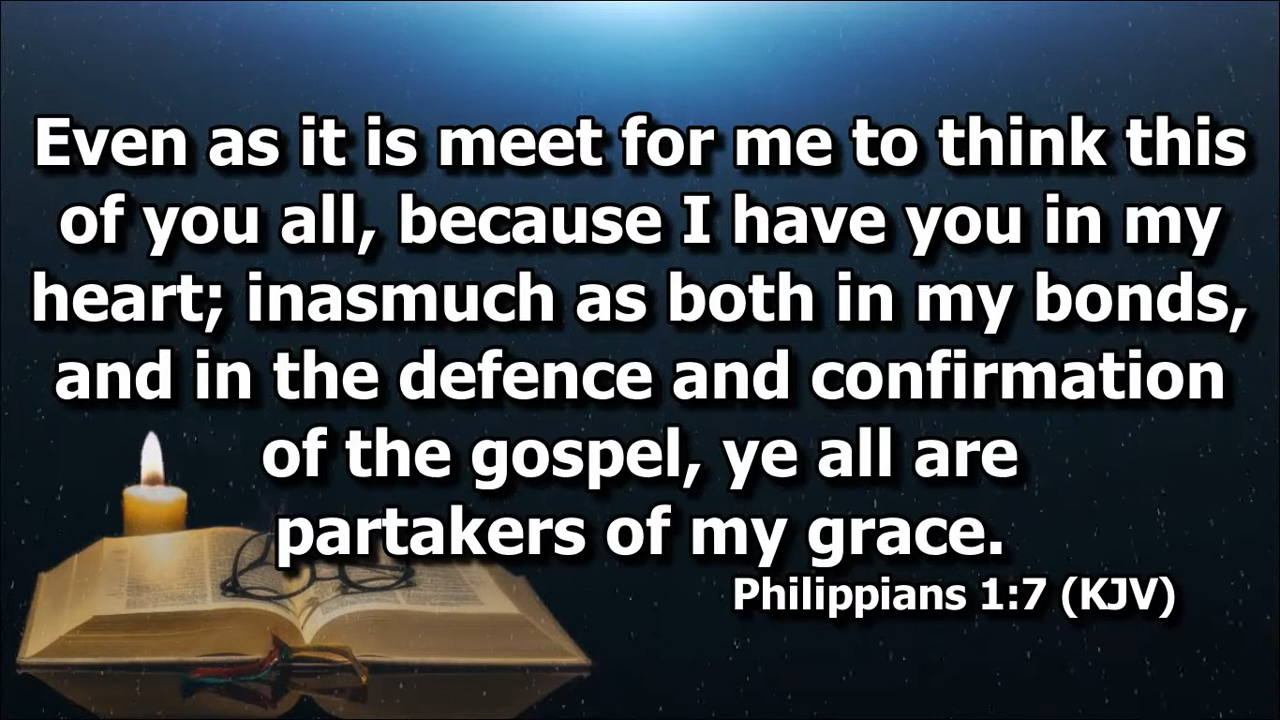 Even as it is meet for me to think this
of you all, because I have you in my
heart; inasmuch as both in my bonds,
and in the defence and confirmation
of the gospel, ye all are
partakers of my grace.
Philippians 1:7 (KJV)